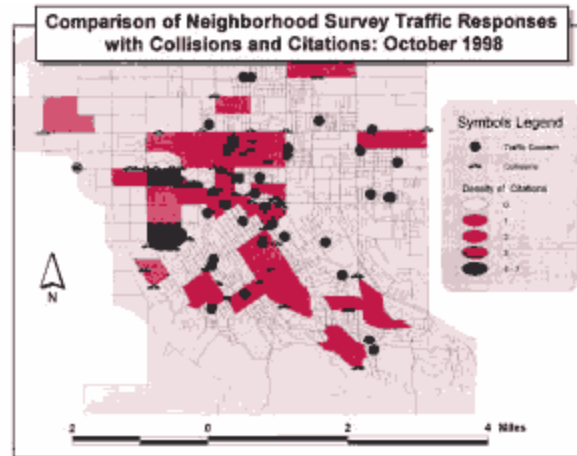 Comparison of Neighborhood Survey Traffic Responses
with Collisions and Citations: October 1998
Symbols Legend
Traffic Concern
Collisions
Density of Citations
0
1
2
N
2 0 2 4 Miles